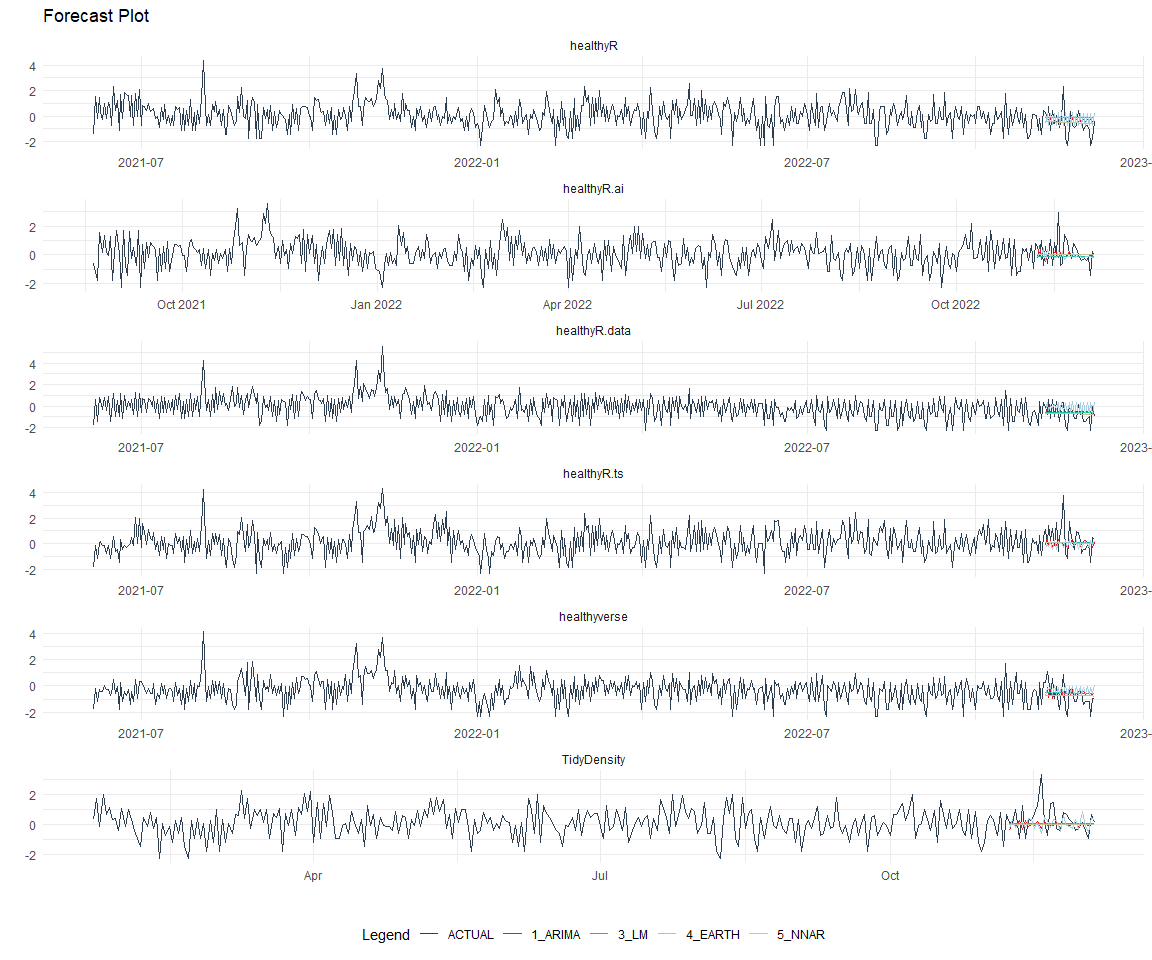 Forecast Plot
healthyR
4
2
0
-2
2021-07 2022-01 2022-07 2023-
healthyR.ai
2
0
-2
Oct 2021 Jan 2022 Apr 2022 Jul 2022 Oct 2022
healthyR.data
4
2
0
-2
2021-07 2022-01 2022-07 2023-
healthyR.ts
4
2
0
-2
2021-07 2022-01 2022-07 2023-
healthyverse
4
2
0
-2
2021-07 2022-01 2022-07 2023-
TidyDensity
2
0
-2
Apr Jul Oct
Legend ACTUAL 1_ARIMA 3_LM 4_EARTH 5_NNAR